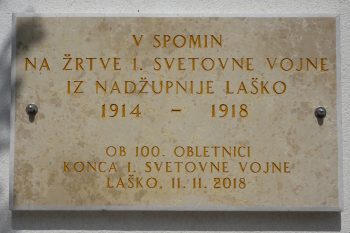 V SPOMIN
NA ŽRTVE I. SVETOVNE VOJNE
IZ NADŽUPNIJE LAŠKO
1914 – 1918
OB 100. OBLETNICI
KONCA I. SVETOVNE VOJNE
LAŠKO, 11. 11. 2018